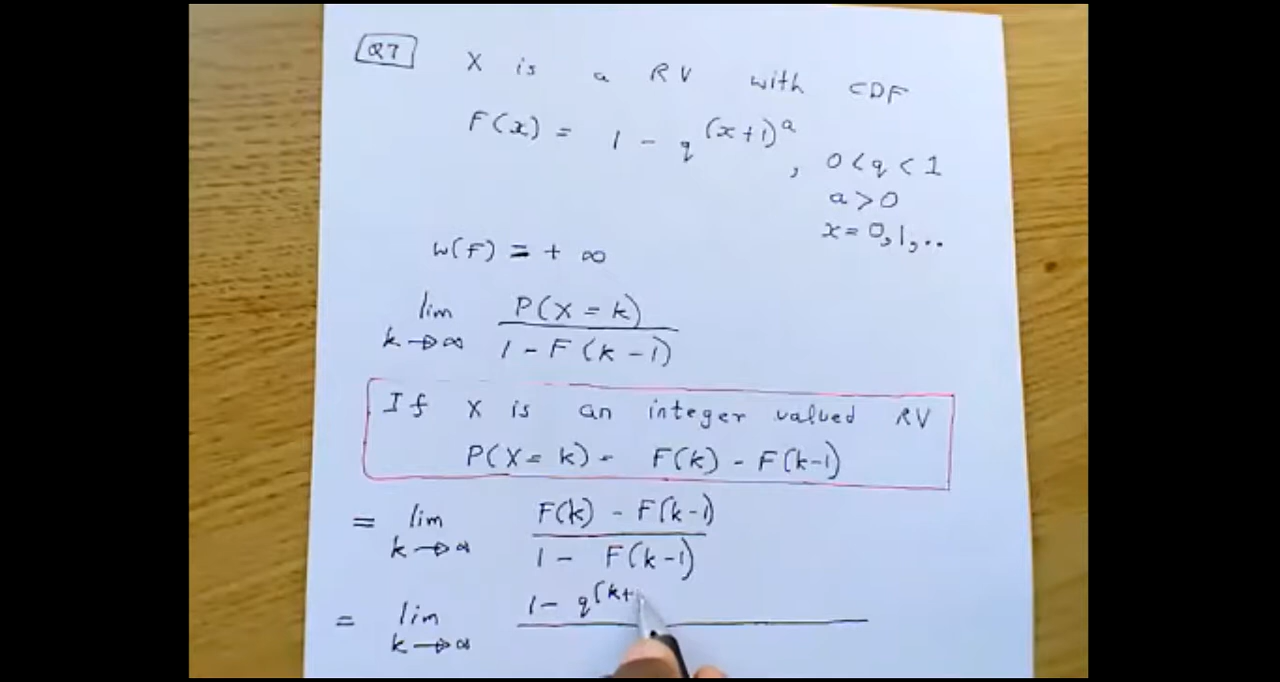 Q7 X is a RV with CDF
F(x) = 1 - q^(x+1)^a, 0 < q < 1
a > 0
x = 0, 1, ..
w(F) = + ∞
lim k→∞ P(X = k) / 1 - F(k - 1)
If X is an integer valued RV
P(X = k) = F(k) - F(k-1)
= lim k→∞ F(k) - F(k-1) / 1 - F(k-1)
= lim k→∞ 1 - q^(k+